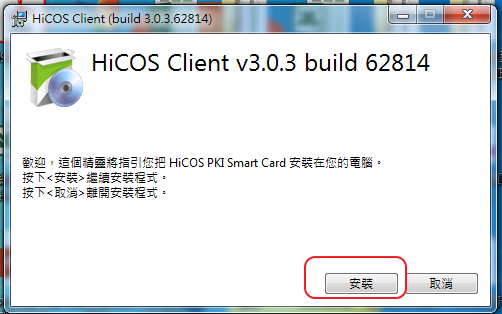 HiCOS Client (build 3.0.3.62814)
HiCOS Client v3.0.3 build 62814
歡迎，這個精靈將指引您把 HiCOS PKI Smart Card 安裝在您的電腦。
按下<安裝>繼續安裝程式。
按下<取消>離開安裝程式。
安裝 取消